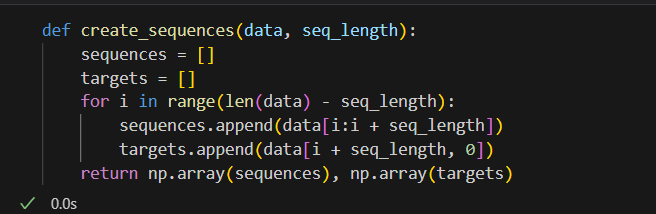 def create_sequences(data, seq_length):
    sequences = []
    targets = []
    for i in range(len(data) - seq_length):
        sequences.append(data[i:i + seq_length])
        targets.append(data[i + seq_length, 0])
    return np.array(sequences), np.array(targets)
✓ 0.0s